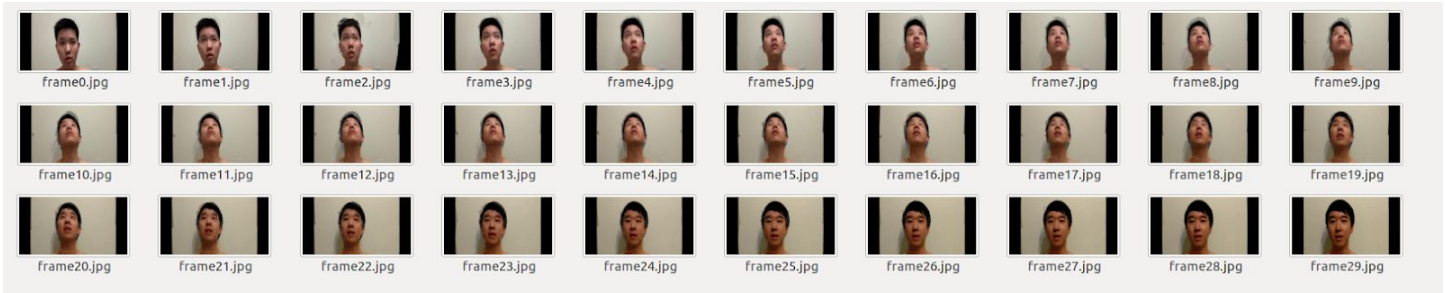 frame0.jpg frame1.jpg frame2.jpg frame3.jpg frame4.jpg frame5.jpg frame6.jpg frame7.jpg frame8.jpg frame9.jpg
frame10.jpg frame11.jpg frame12.jpg frame13.jpg frame14.jpg frame15.jpg frame16.jpg frame17.jpg frame18.jpg frame19.jpg
frame20.jpg frame21.jpg frame22.jpg frame23.jpg frame24.jpg frame25.jpg frame26.jpg frame27.jpg frame28.jpg frame29.jpg